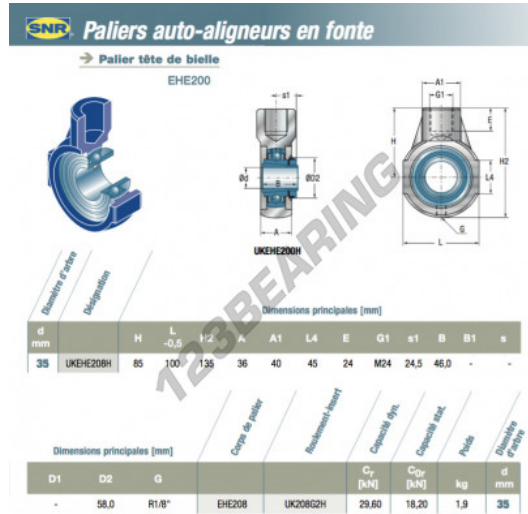 SNR Paliers auto-aligneurs en fonte
Palier tête de bielle
EHE200
s1
A1
G1
E
H
H2
L4
Ød
B
ØD2
A
G
L
UKEHE200H
123BEARING
Diamètre d'arbre
Désignation
Dimensions principales [mm]
d mm H L -0,5 H2 A A1 L4 E G1 s1 B B1 s
35 UKEHE208H 85 100 135 36 40 45 24 M24 24,5 46,0 - -
Dimensions principales [mm]
Corps de palier
Roulement-Insert
Capacité dyn.
Capacité stat.
Poids
Diamètre d'arbre
D1 D2 G Cr [kN] C0r [kN] kg d mm
- 58,0 R1/8" EHE208 UK208G2H 29,60 18,20 1,9 35